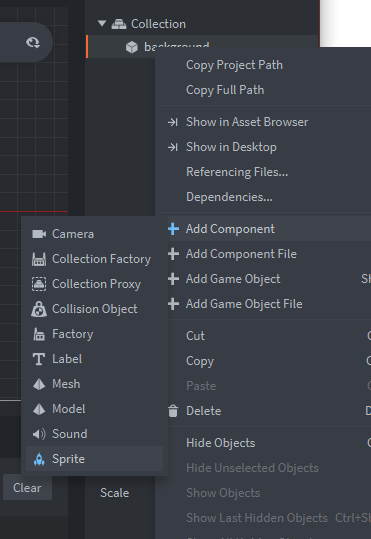 Collection
background
Copy Project Path
Copy Full Path
Show in Asset Browser
Show in Desktop
Referencing Files...
Dependencies...
Add Component
Add Component File
Add Game Object
Add Game Object File
Cut
Copy
Paste
Delete
Hide Objects
Hide Unselected Objects
Show Objects
Show Last Hidden Objects Ctrl+S
Camera
Collection Factory
Collection Proxy
Collision Object
Factory
Label
Mesh
Model
Sound
Sprite
Clear
Scale